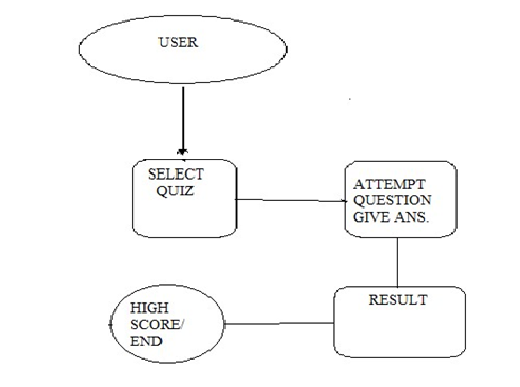 USER
SELECT
QUIZ
ATTEMPT
QUESTION
GIVE ANS.
RESULT
HIGH
SCORE/
END